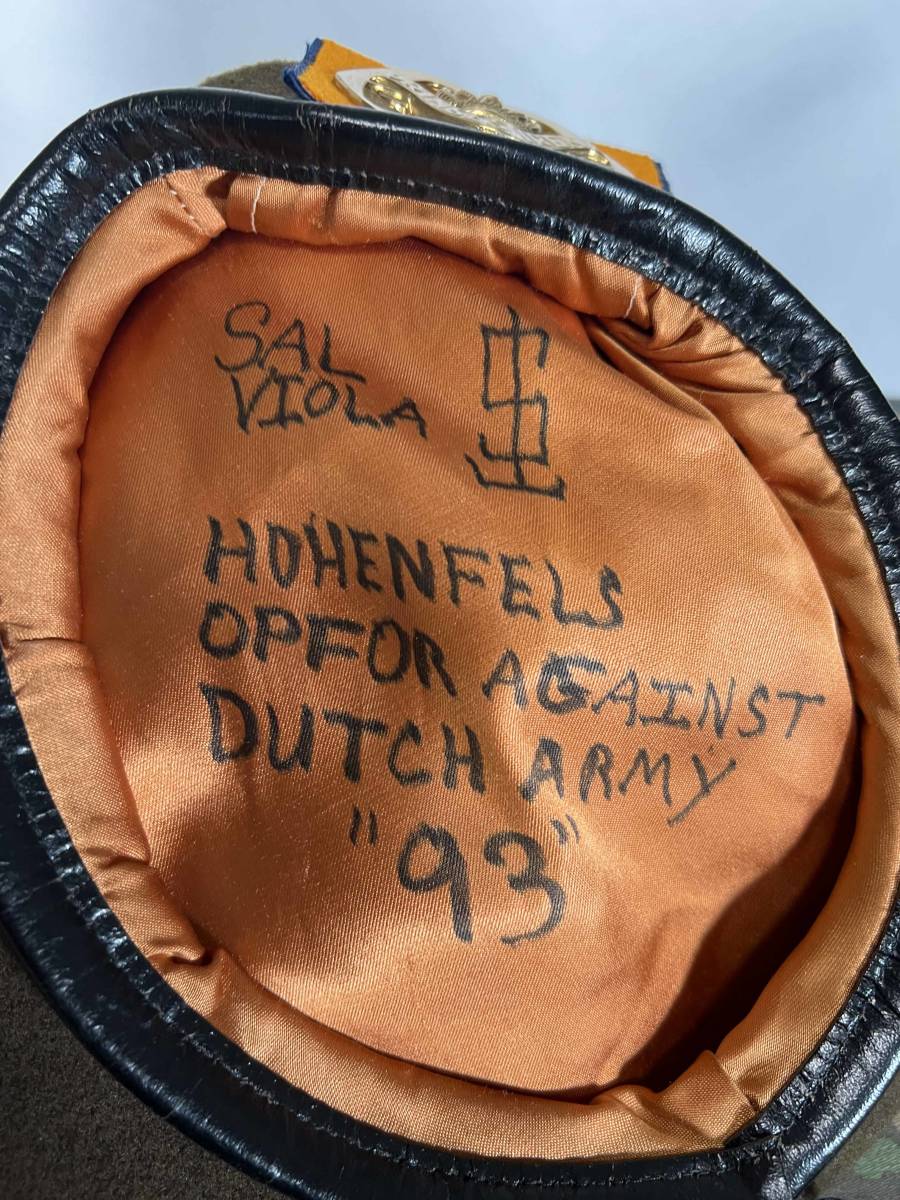 SAL
VIOLA
HOHENFELS
OPFOR AGAINST
DUTCH ARMY
"93"